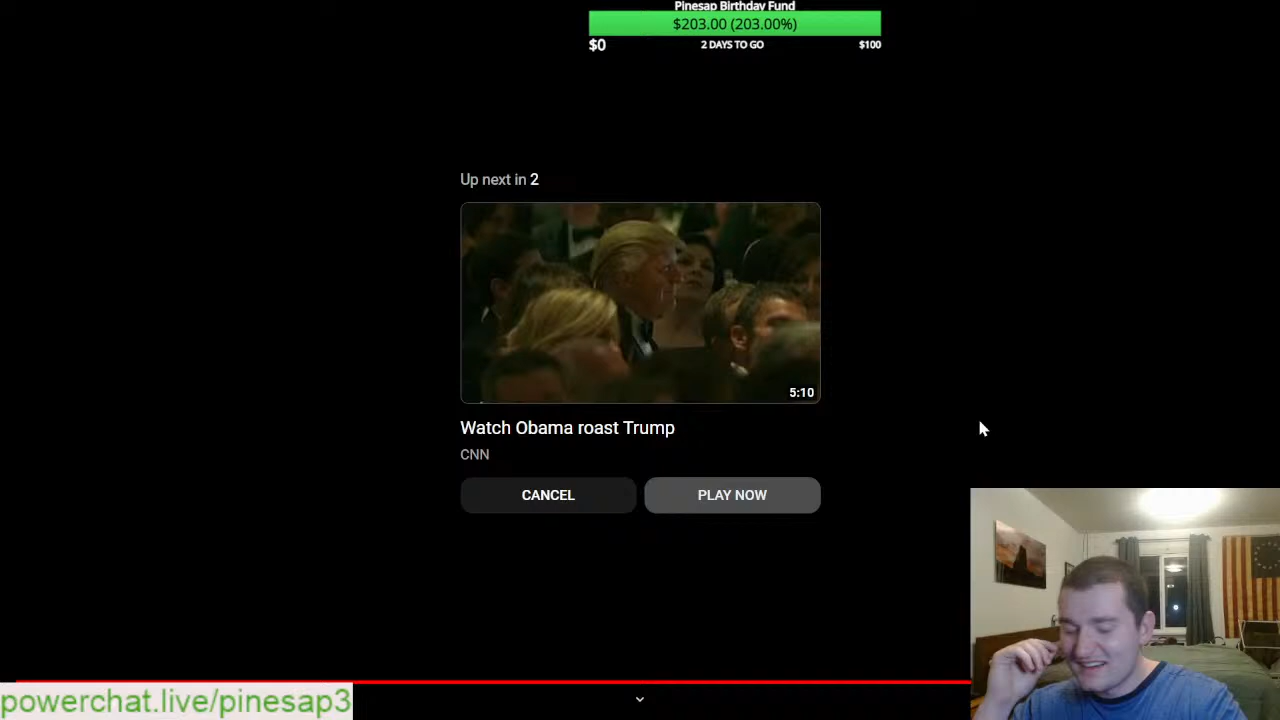 Pinesap Birthday Fund
$203.00 (203.00%)
$0 2 DAYS TO GO $100
Up next in 2
5:10
Watch Obama roast Trump
CNN
CANCEL PLAY NOW
powerchat.live/pinesap3